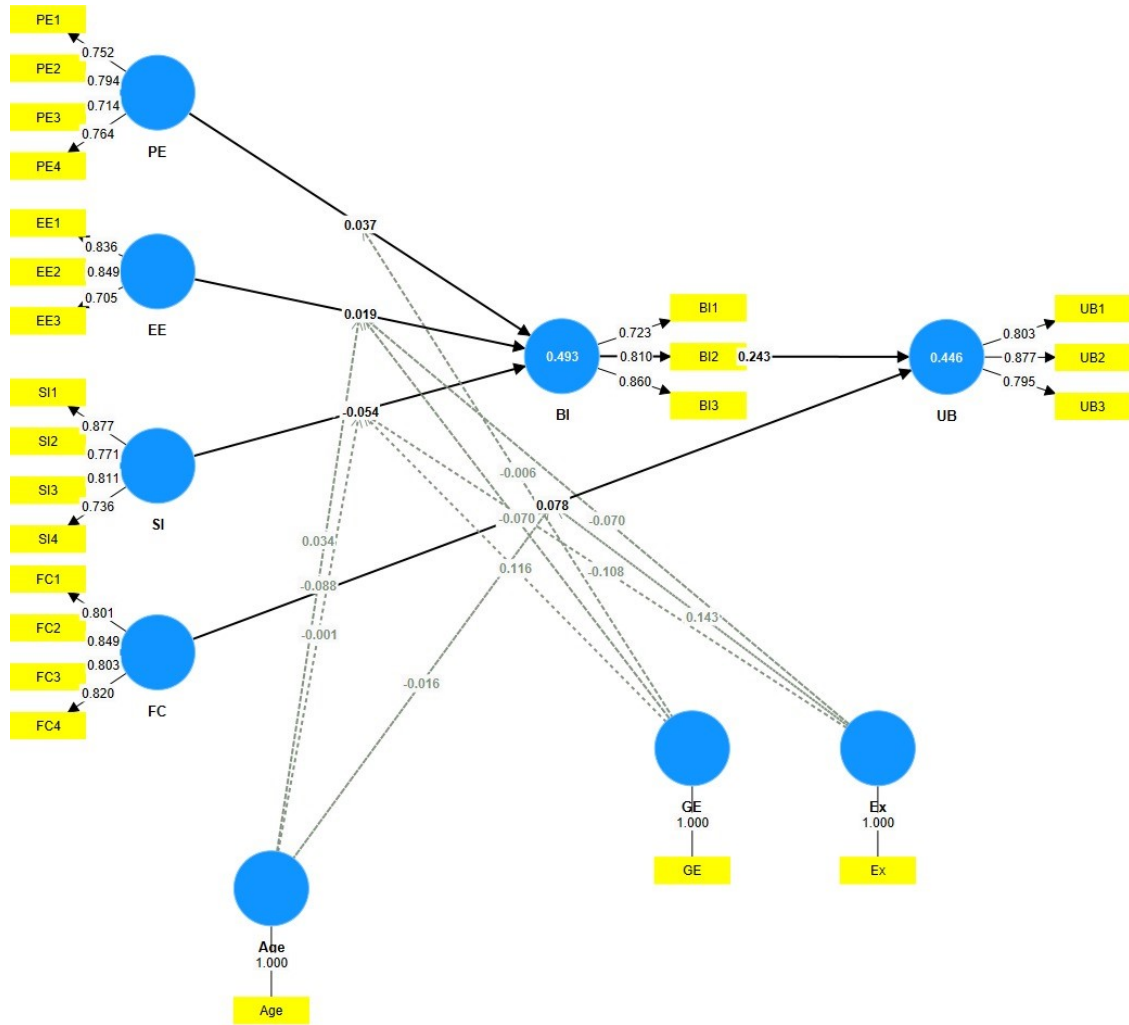 PE1
0.752
PE2
0.794
PE3
0.714
0.764
PE4
PE
0.037
EE1
0.836
EE2
0.849
EE3
0.705
EE
0.019
BI1
0.723
0.493
0.810
BI2
0.243
0.860
BI3
BI
UB1
0.803
0.446
0.877
UB2
0.795
UB3
UB
SI1
0.877
SI2
0.771
SI3
0.811
0.736
SI4
SI
-0.054
-0.006
0.078
-0.070
-0.070
0.034
0.116
-0.108
-0.088
0.143
-0.001
-0.016
FC1
0.801
FC2
0.849
FC3
0.803
0.820
FC4
FC
GE
1.000
GE
Ex
1.000
Ex
Age
1.000
Age